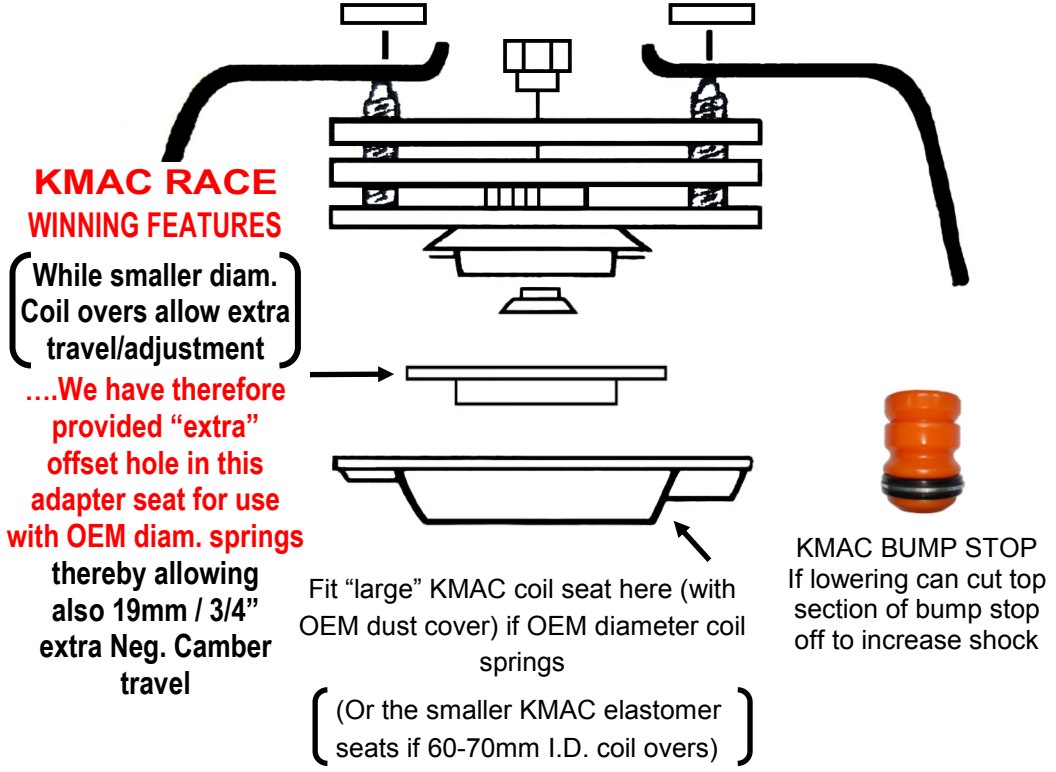 KMAC RACE
WINNING FEATURES
While smaller diam.
Coil overs allow extra
travel/adjustment
….We have therefore
provided “extra”
offset hole in this
adapter seat for use
with OEM diam. springs
thereby allowing
also 19mm / 3/4”
extra Neg. Camber
travel
Fit “large” KMAC coil seat here (with
OEM dust cover) if OEM diameter coil
springs
(Or the smaller KMAC elastomer
seats if 60-70mm I.D. coil overs)
KMAC BUMP STOP
If lowering can cut top
section of bump stop
off to increase shock